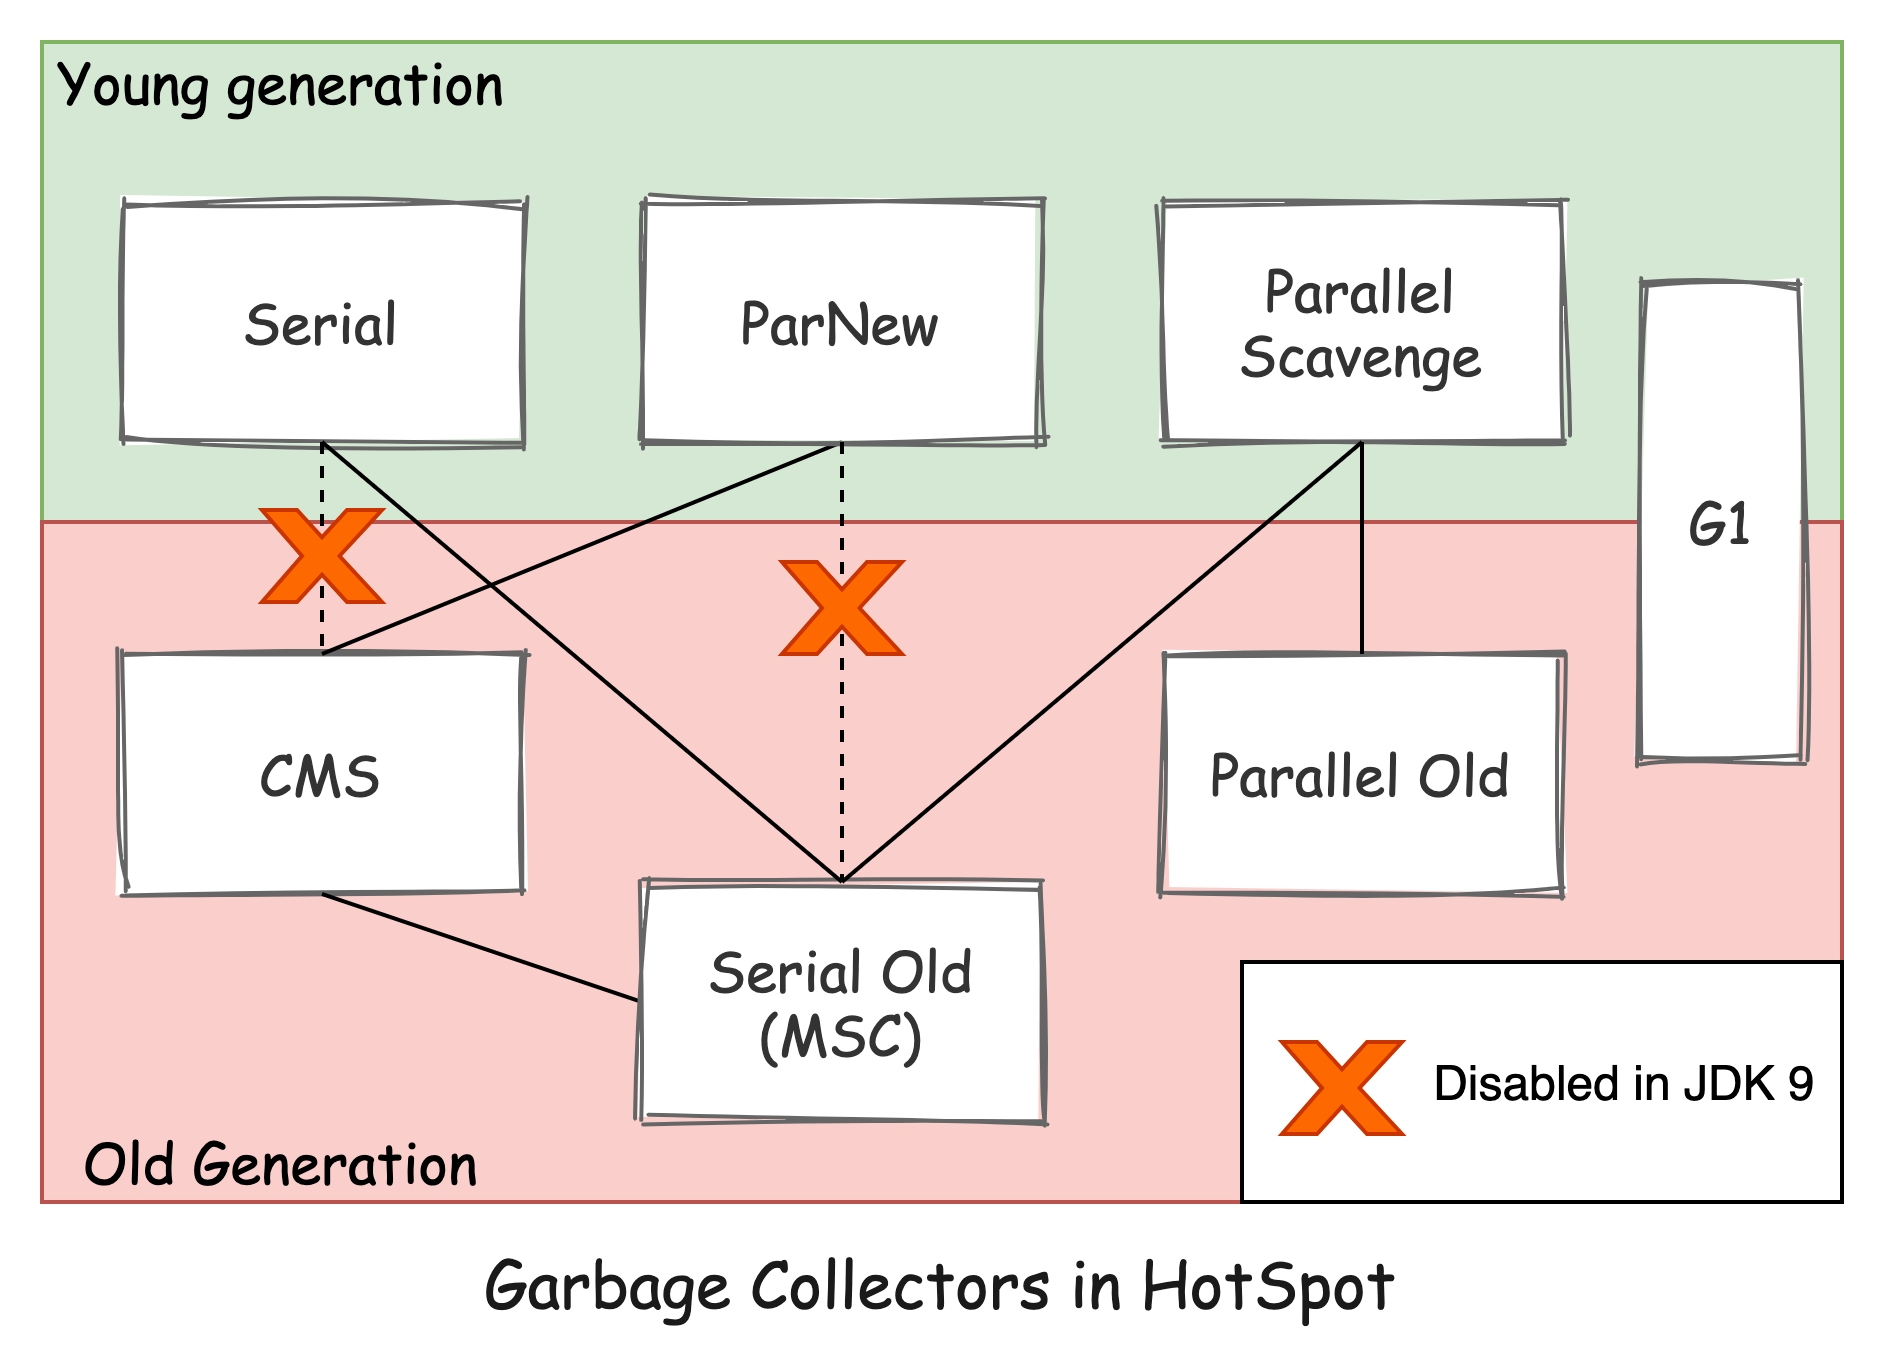 Young generation
Serial
ParNew
Parallel
Scavenge
G1
CMS
Parallel Old
Serial Old
(MSC)
Disabled in JDK 9
Old Generation
Garbage Collectors in HotSpot